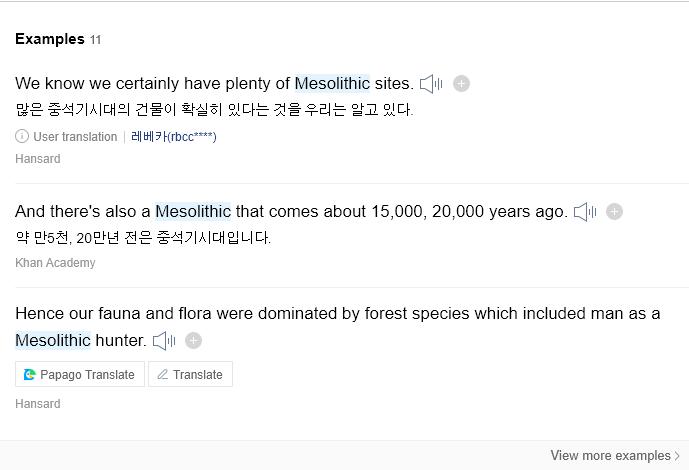 Examples 11
We know we certainly have plenty of Mesolithic sites.
많은 중석기시대의 건물이 확실히 있다는 것을 우리는 알고 있다.
User translation | 레베카(rbcc****)
Hansard
And there's also a Mesolithic that comes about 15,000, 20,000 years ago.
약 만5천, 20만년 전은 중석기시대입니다.
Khan Academy
Hence our fauna and flora were dominated by forest species which included man as a
Mesolithic hunter.
Papago Translate Translate
Hansard
View more examples >